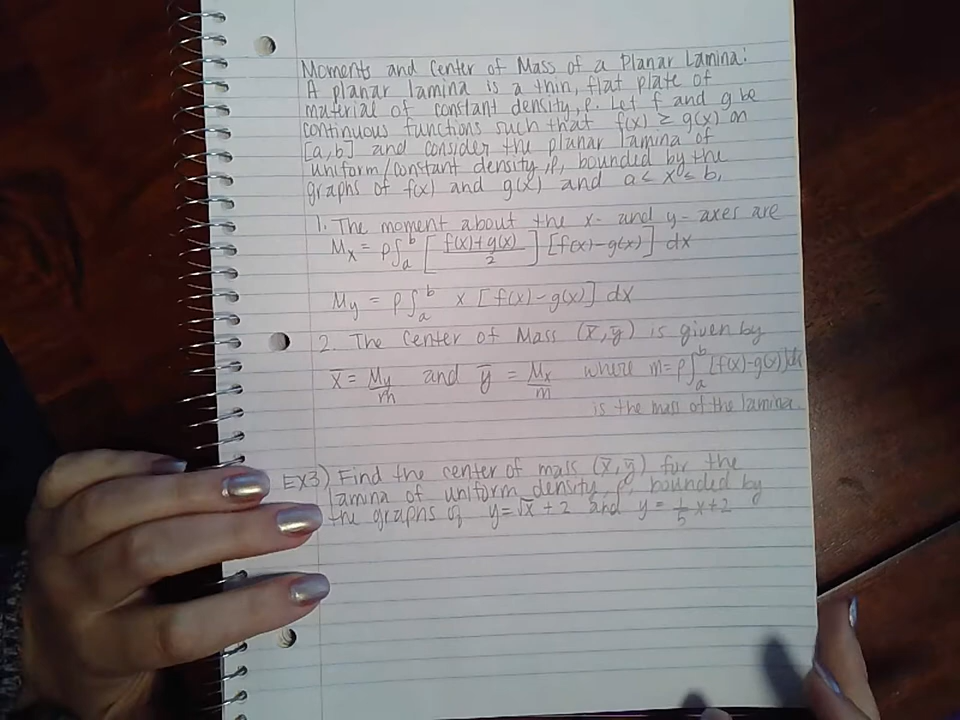 Moments and Center of Mass of a Planar Lamina:
A planar lamina is a thin, flat plate of
material of constant density, ρ. Let f and g be
continuous functions such that f(x) ≥ g(x) on
[a,b] and consider the planar lamina of
uniform/constant density, ρ, bounded by the
graphs of f(x) and g(x) and a ≤ x ≤ b,
1. The moment about the x- and y-axes are
Mx = ρ∫_a^b [(f(x)+g(x))/2] [f(x)-g(x)] dx
My = ρ∫_a^b x [f(x)-g(x)] dx
2. The Center of Mass (x̄,ȳ) is given by
x̄ = My/m and ȳ = Mx/m where m=ρ∫_a^b [f(x)-g(x)]dx
is the mass of the lamina.
EX3) Find the center of mass (x̄,ȳ) for the
lamina of uniform density, ρ, bounded by
the graphs of y=√x + 2 and y = 1/5 x+2